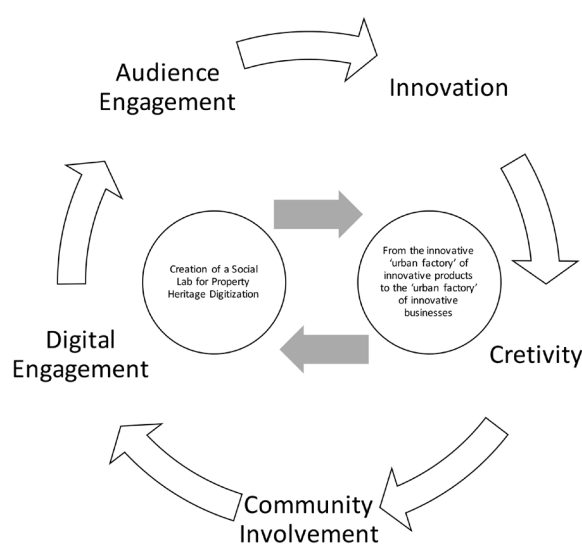 Audience
Engagement
Innovation
Creation of a Social
Lab for Property
Heritage Digitization
From the innovative
‘urban factory’ of
innovative products
to the ‘urban factory’
of innovative
businesses
Digital
Engagement
Cretivity
Community
Involvement